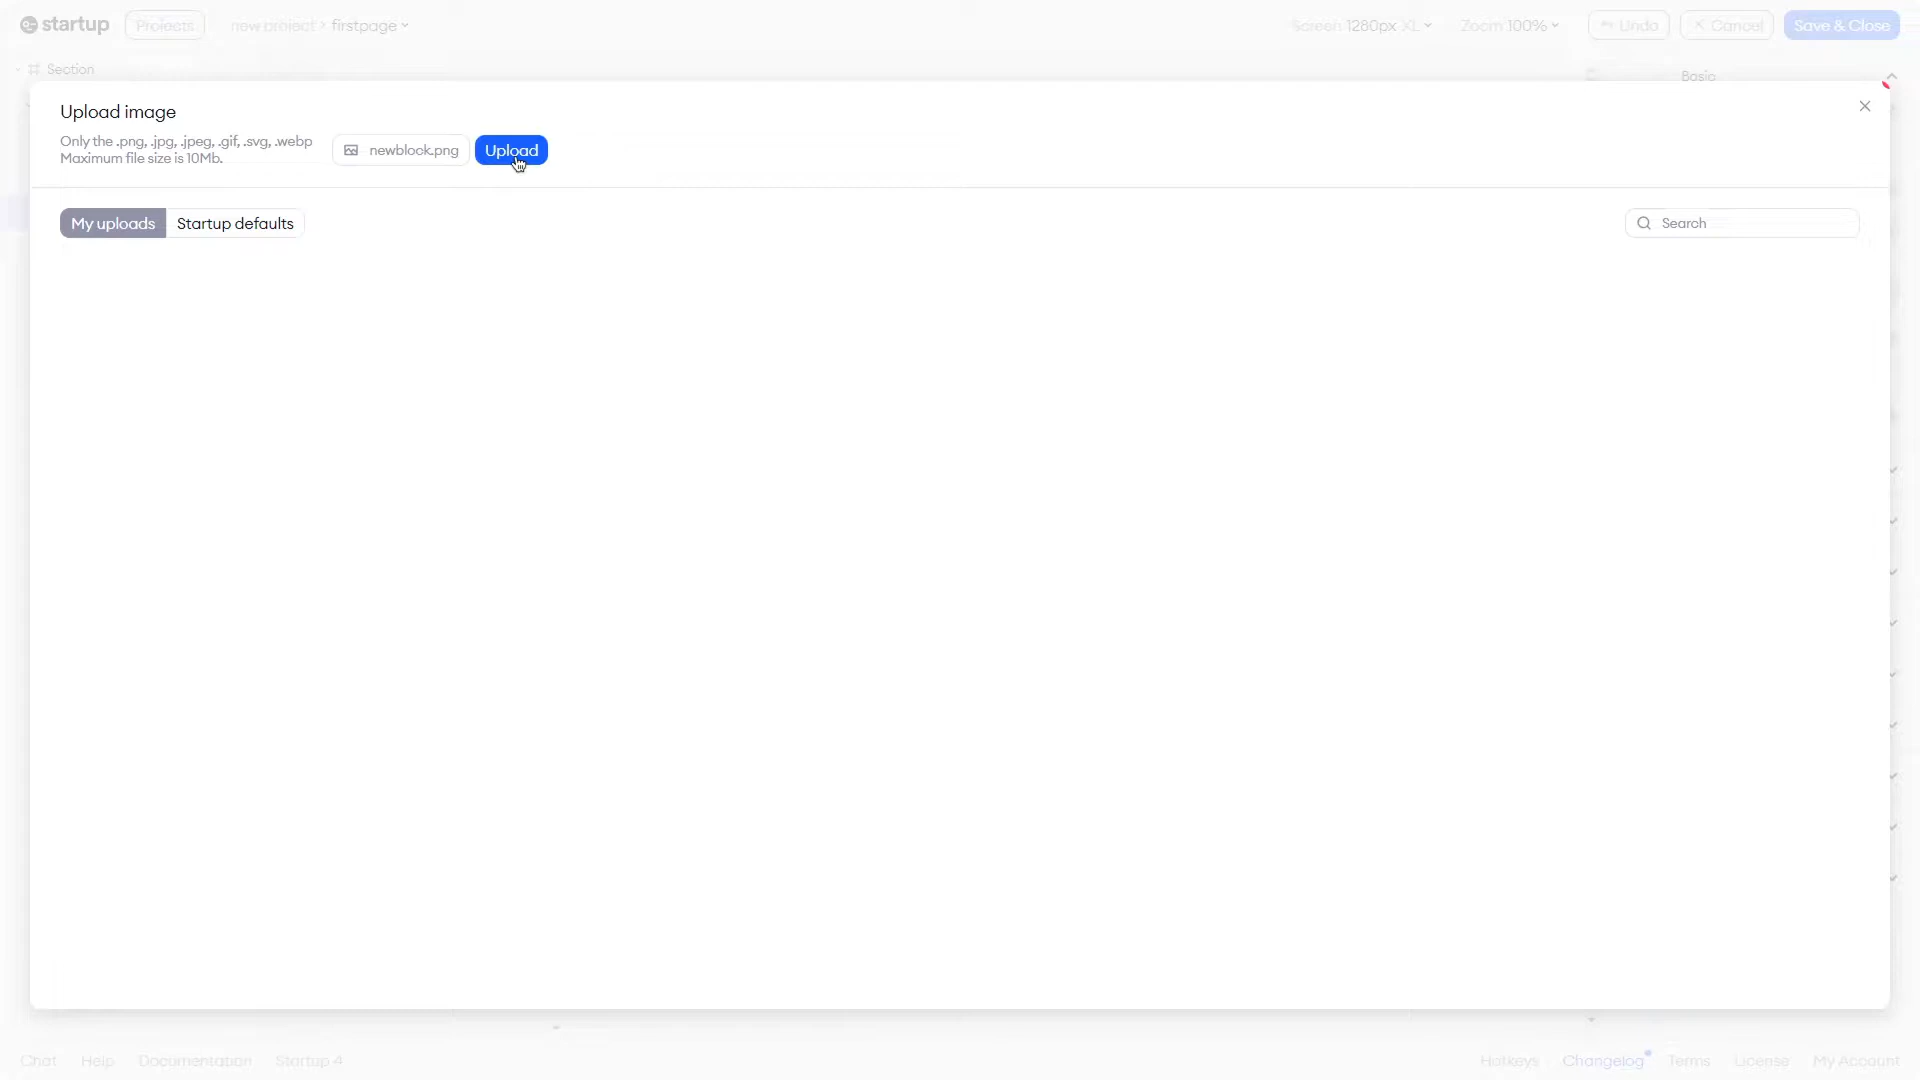 startup
Projects
new project › firstpage
Screen 1280px XL
Zoom 100%
Undo
Cancel
Save & Close
Section
Basic
Upload image
Only the .png, .jpg, .jpeg, .gif, .svg, .webp
Maximum file size is 10Mb.
newblock.png
Upload
My uploads
Startup defaults
Search
Chat
Help
Documentation
Startup 4
Hotkeys
Changelog
Terms
License
My Account